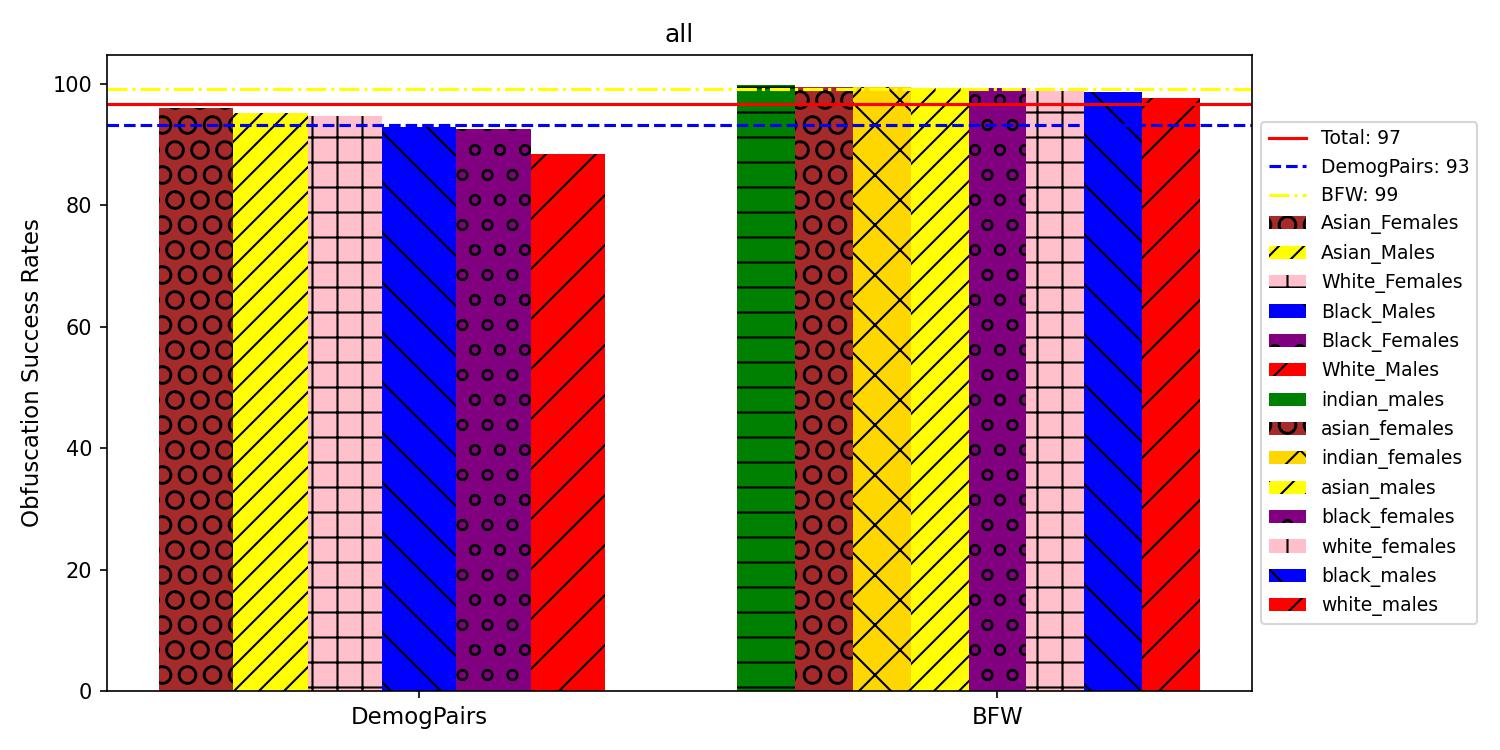 all
100
80
60
40
20
0
Obfuscation Success Rates
DemogPairs
BFW
Total: 97
DemogPairs: 93
BFW: 99
Asian_Females
Asian_Males
White_Females
Black_Males
Black_Females
White_Males
indian_males
asian_females
indian_females
asian_males
black_females
white_females
black_males
white_males